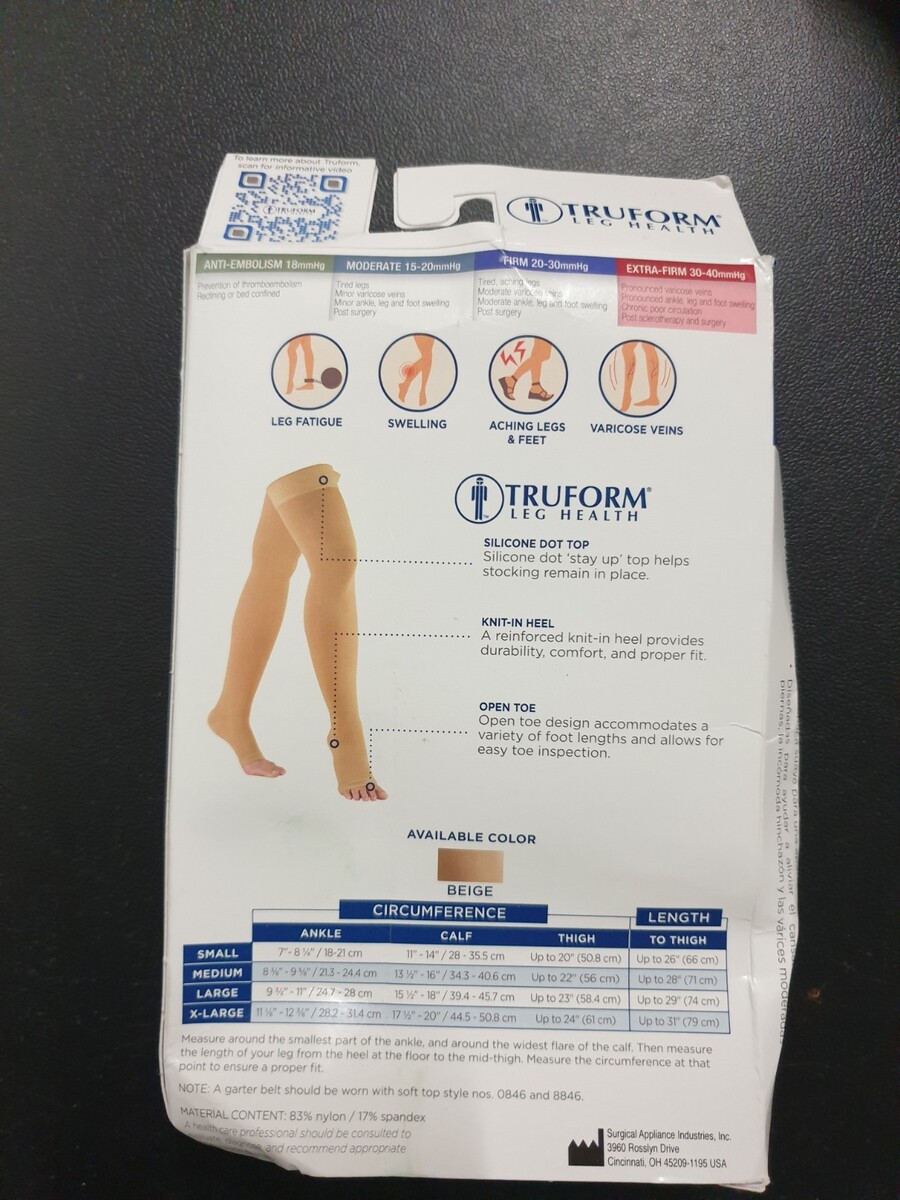 To learn more about Truform,
scan for informative video
TRUFORM
TRUFORM®
LEG HEALTH
ANTI-EMBOLISM 18mmHg
Prevention of thromboembolism
Reclining or bed confined
MODERATE 15-20mmHg
Tired legs
Minor varicose veins
Minor ankle, leg and foot swelling
Post surgery
FIRM 20-30mmHg
Tired, aching legs
Moderate varicose veins
Moderate ankle, leg and foot swelling
Post surgery
EXTRA-FIRM 30-40mmHg
Pronounced varicose veins
Pronounced ankle, leg and foot swelling
Chronic poor circulation
Post sclerotherapy and surgery
LEG FATIGUE
SWELLING
ACHING LEGS
& FEET
VARICOSE VEINS
TRUFORM®
LEG HEALTH
SILICONE DOT TOP
Silicone dot ‘stay up’ top helps
stocking remain in place.
KNIT-IN HEEL
A reinforced knit-in heel provides
durability, comfort, and proper fit.
OPEN TOE
Open toe design accommodates a
variety of foot lengths and allows for
easy toe inspection.
AVAILABLE COLOR
BEIGE
CIRCUMFERENCE LENGTH
ANKLE CALF THIGH TO THIGH
SMALL 7"- 8 ¼" / 18-21 cm 11" - 14" / 28 - 35.5 cm Up to 20" (50.8 cm) Up to 26" (66 cm)
MEDIUM 8 ⅜" - 9 ⅝" / 21.3 - 24.4 cm 13 ½" - 16" / 34.3 - 40.6 cm Up to 22" (56 cm) Up to 28" (71 cm)
LARGE 9 ¾" - 11" / 24.7 - 28 cm 15 ½" - 18" / 39.4 - 45.7 cm Up to 23" (58.4 cm) Up to 29" (74 cm)
X-LARGE 11 ⅛" - 12 ⅜" / 28.2 - 31.4 cm 17 ½" - 20" / 44.5 - 50.8 cm Up to 24" (61 cm) Up to 31" (79 cm)
Measure around the smallest part of the ankle, and around the widest flare of the calf. Then measure
the length of your leg from the heel at the floor to the mid-thigh. Measure the circumference at that
point to ensure a proper fit.
NOTE: A garter belt should be worn with soft top style nos. 0846 and 8846.
MATERIAL CONTENT: 83% nylon / 17% spandex
A health care professional should be consulted to
diagnose and recommend appropriate
Surgical Appliance Industries, Inc.
3960 Rosslyn Drive
Cincinnati, OH 45209-1195 USA
suave para una
• Diseñadas para ayudar a aliviar el
piernas, la incómoda hinchazón y las várices moderadas